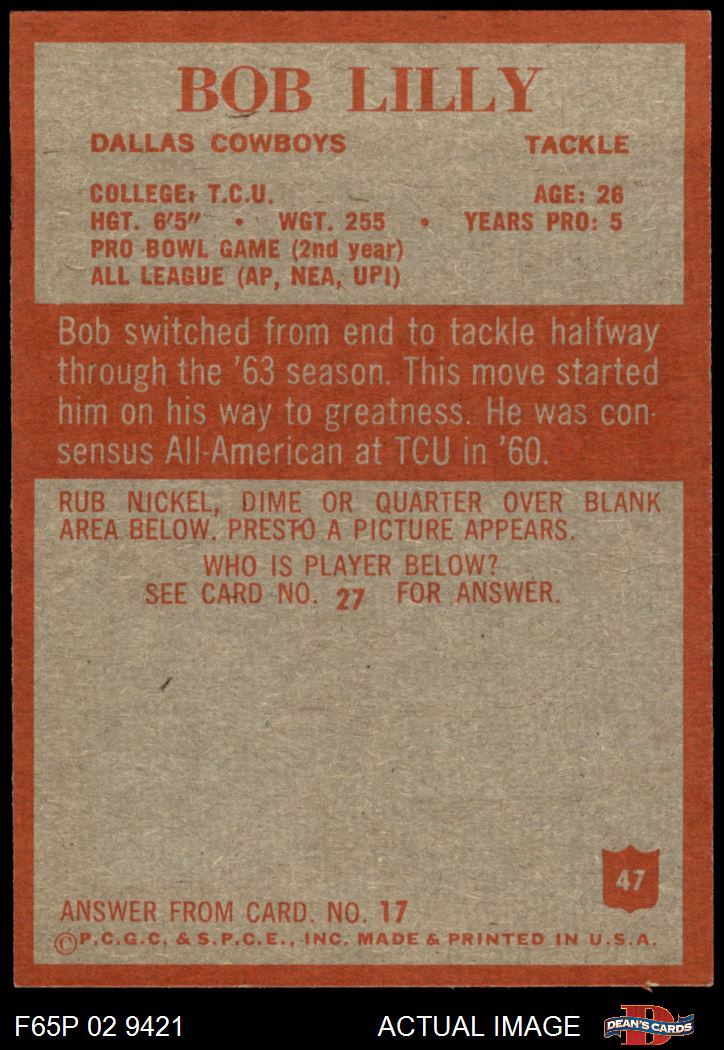 BOB LILLY
DALLAS COWBOYS TACKLE
COLLEGE: T.C.U. AGE: 26
HGT. 6'5" • WGT. 255 • YEARS PRO: 5
PRO BOWL GAME (2nd year)
ALL LEAGUE (AP, NEA, UPI)
Bob switched from end to tackle halfway
through the '63 season. This move started
him on his way to greatness. He was con-
sensus All-American at TCU in '60.
RUB NICKEL, DIME OR QUARTER OVER BLANK
AREA BELOW. PRESTO A PICTURE APPEARS.
WHO IS PLAYER BELOW?
SEE CARD NO. 27 FOR ANSWER.
47
ANSWER FROM CARD. NO. 17
©P.C.G.C. & S.P.C.E., INC. MADE & PRINTED IN U.S.A.
F65P 02 9421 ACTUAL IMAGE D DEAN'S CARDS